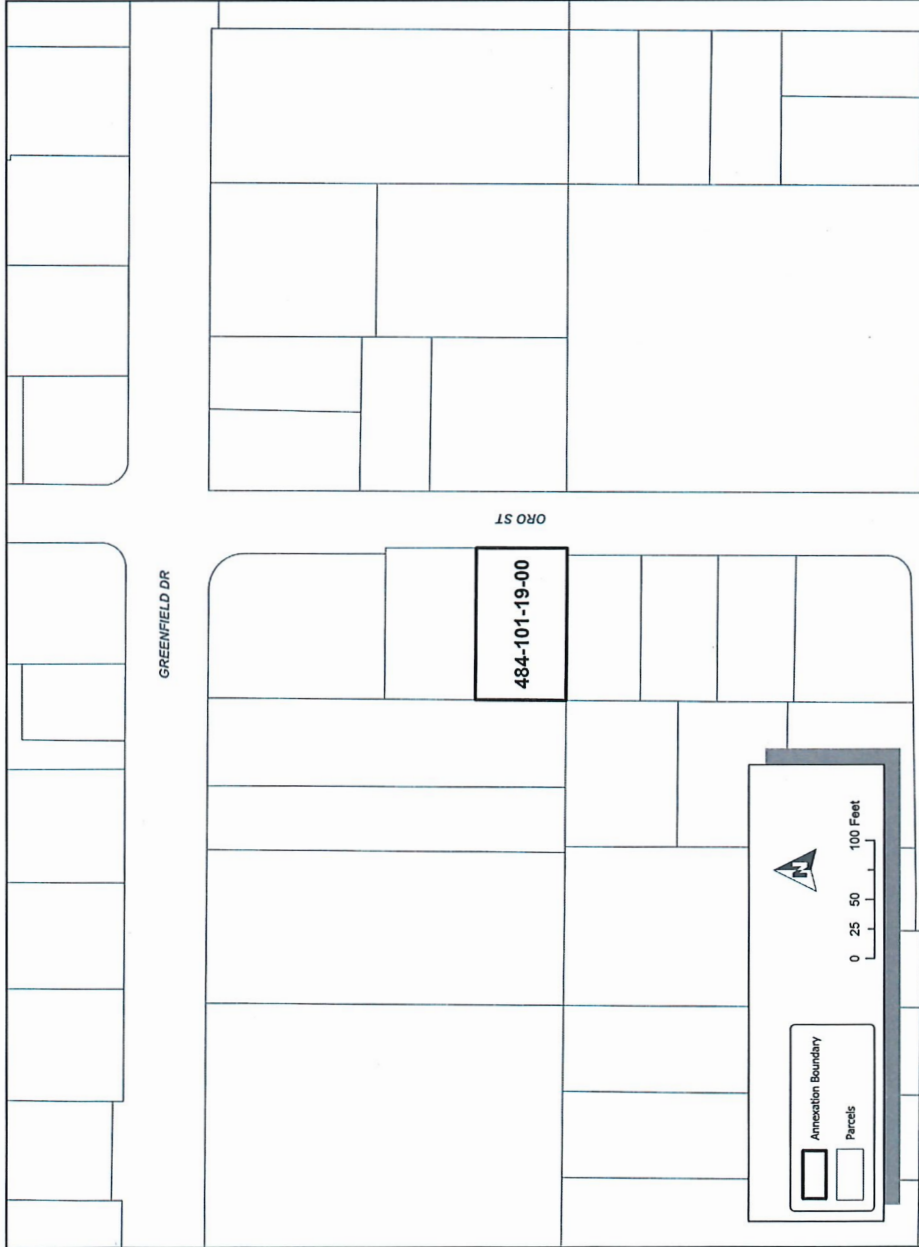 GREENFIELD DR
ORO ST
484-101-19-00
N
0 25 50 100 Feet
Annexation Boundary
Parcels